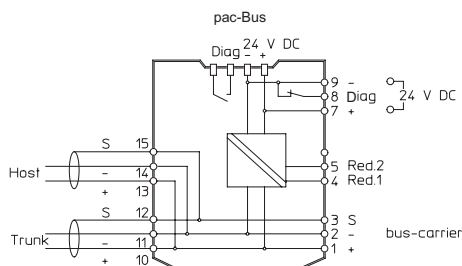 pac-Bus
Diag 24 V DC
- +
9 -
8 Diag
24 V DC
7 +
S 15
Host
- 14
+ 13
5 Red.2
4 Red.1
S 12
3 S
Trunk
- 11
2 -
bus-carrier
1 +
+ 10